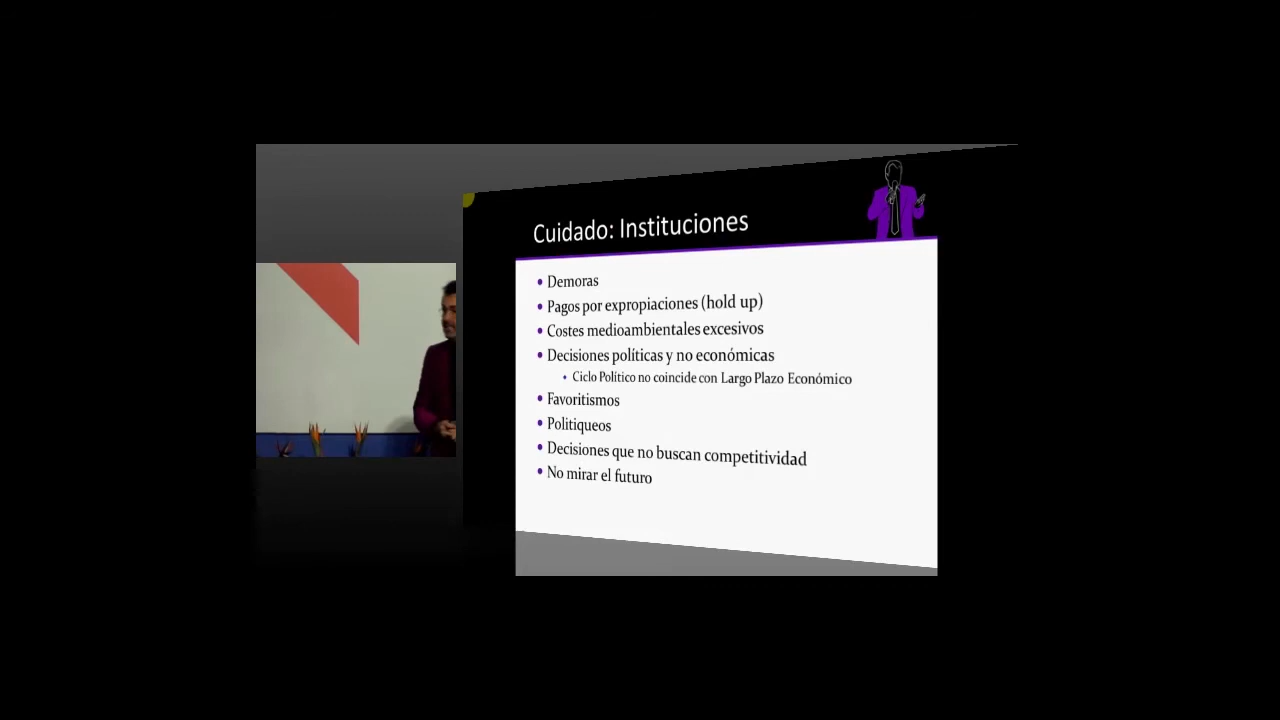 Cuidado: Instituciones
Demoras
Pagos por expropiaciones (hold up)
Costes medioambientales excesivos
Decisiones políticas y no económicas
Ciclo Político no coincide con Largo Plazo Económico
Favoritismos
Politiqueos
Decisiones que no buscan competitividad
No mirar el futuro